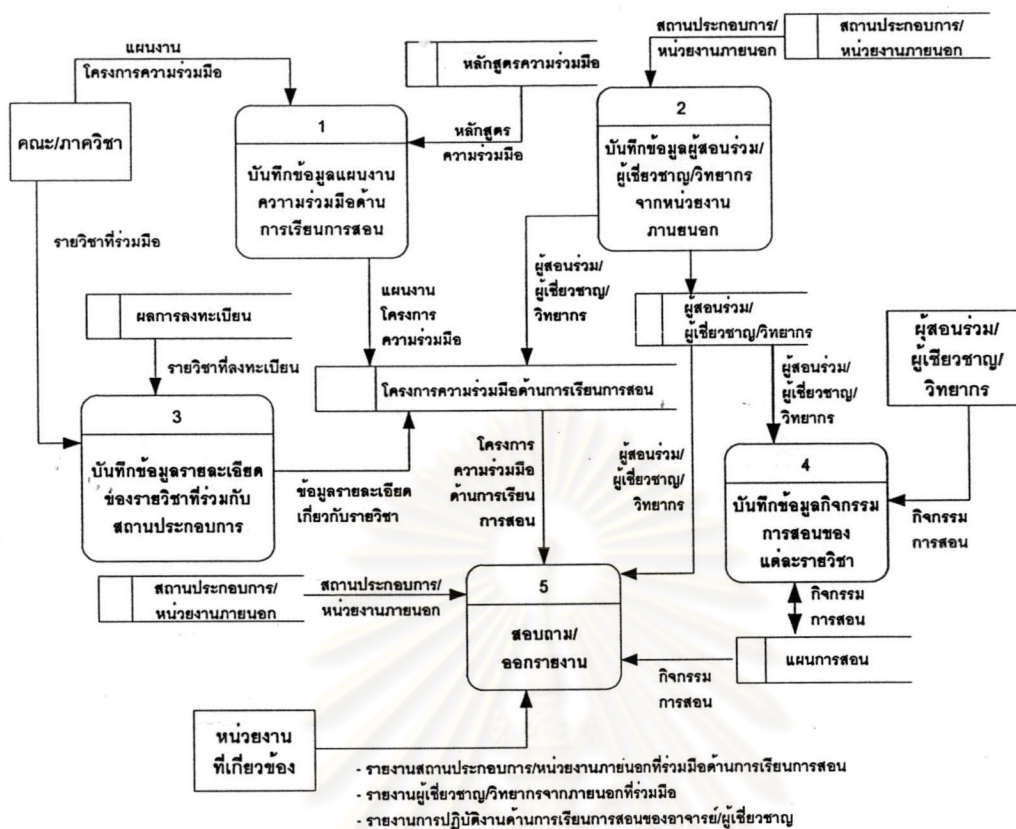 แผนงาน
โครงการความร่วมมือ
คณะ/ภาควิชา
หลักสูตรความร่วมมือ
หลักสูตร
ความร่วมมือ
สถานประกอบการ/
หน่วยงานภายนอก
สถานประกอบการ/
หน่วยงานภายนอก
1
บันทึกข้อมูลแผนงาน
ความร่วมมือด้าน
การเรียนการสอน
2
บันทึกข้อมูลผู้สอนร่วม/
ผู้เชี่ยวชาญ/วิทยากร
จากหน่วยงาน
ภานยนอก
รายวิชาที่ร่วมมือ
ผลการลงทะเบียน
รายวิชาที่ลงทะเบียน
แผนงาน
โครงการ
ความร่วมมือ
ผู้สอนร่วม/
ผู้เชี่ยวชาญ/
วิทยากร
ผู้สอนร่วม/
ผู้เชี่ยวชาญ/วิทยากร
ผู้สอนร่วม/
ผู้เชี่ยวชาญ/
วิทยากร
ผู้สอนร่วม/
ผู้เชี่ยวชาญ/
วิทยากร
โครงการความร่วมมือด้านการเรียนการสอน
3
บันทึกข้อมูลรายละเอียด
ของรายวิชาที่ร่วมกับ
สถานประกอบการ
ข้อมูลรายละเอียด
เกี่ยวกับรายวิชา
โครงการ
ความร่วมมือ
ด้านการเรียน
การสอน
ผู้สอนร่วม/
ผู้เชี่ยวชาญ/
วิทยากร
4
บันทึกข้อมูลกิจกรรม
การสอนของ
แต่ละรายวิชา
กิจกรรม
การสอน
สถานประกอบการ/
หน่วยงานภายนอก
สถานประกอบการ/
หน่วยงานภายนอก
5
สอบถาม/
ออกรายงาน
กิจกรรม
การสอน
แผนการสอน
กิจกรรม
การสอน
หน่วยงาน
ที่เกี่ยวข้อง
- รายงานสถานประกอบการ/หน่วยงานภายนอกที่ร่วมมือด้านการเรียนการสอน
- รายงานผู้เชี่ยวชาญ/วิทยากรจากภายนอกที่ร่วมมือ
- รายงานการปฏิบัติงานด้านการเรียนการสอนของอาจารย์/ผู้เชี่ยวชาญ